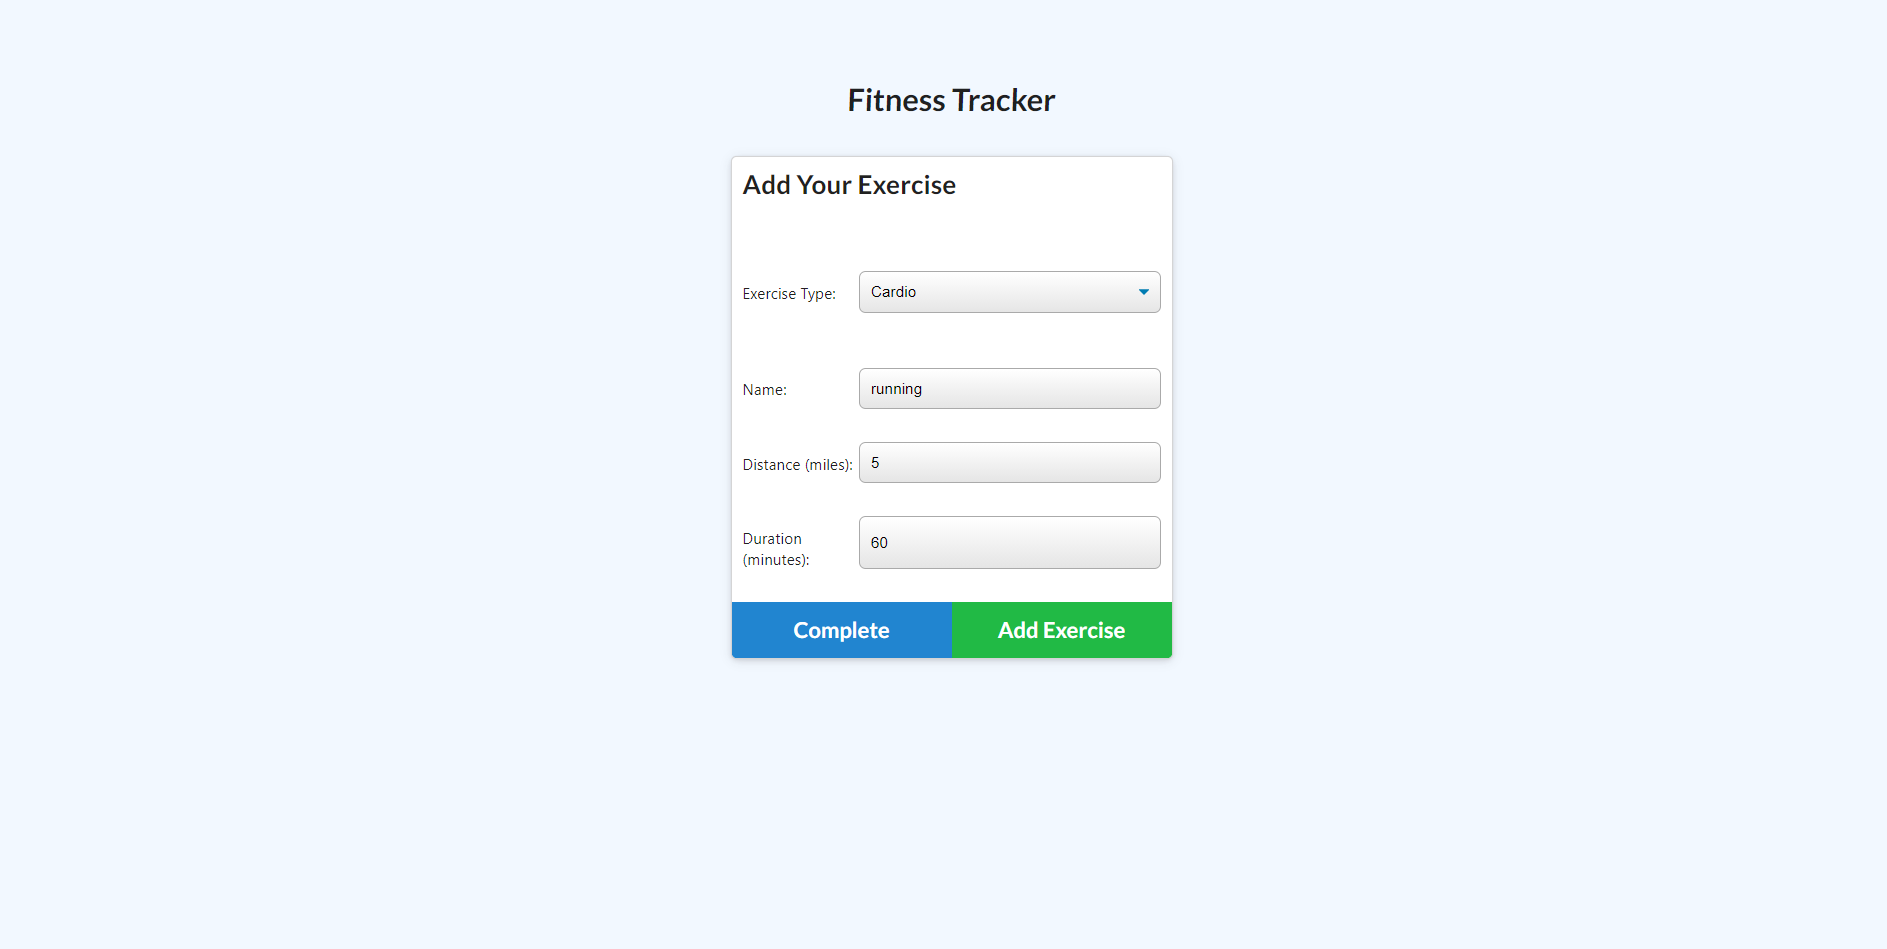 Fitness Tracker
Add Your Exercise
Exercise Type: Cardio
Name: running
Distance (miles): 5
Duration
(minutes): 60
Complete Add Exercise